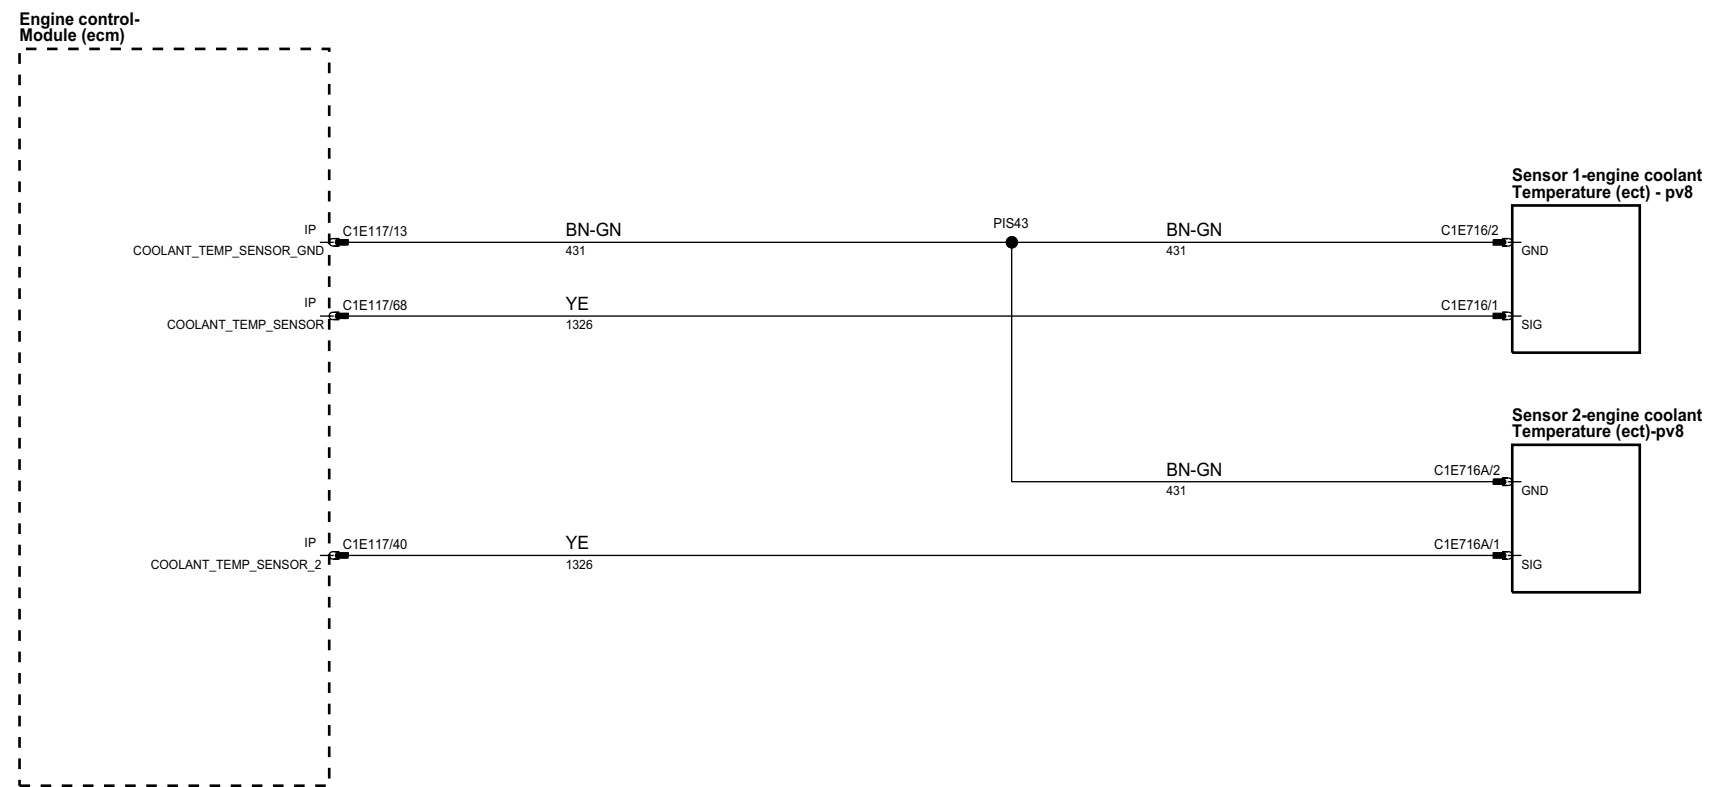 Engine control-
Module (ecm)
Sensor 1-engine coolant
Temperature (ect) - pv8
IP C1E117/13 BN-GN PIS43 BN-GN C1E716/2
COOLANT_TEMP_SENSOR_GND 431 431 GND
IP C1E117/68 YE C1E716/1
COOLANT_TEMP_SENSOR 1326 SIG
Sensor 2-engine coolant
Temperature (ect)-pv8
BN-GN C1E716A/2
431 GND
IP C1E117/40 YE C1E716A/1
COOLANT_TEMP_SENSOR_2 1326 SIG